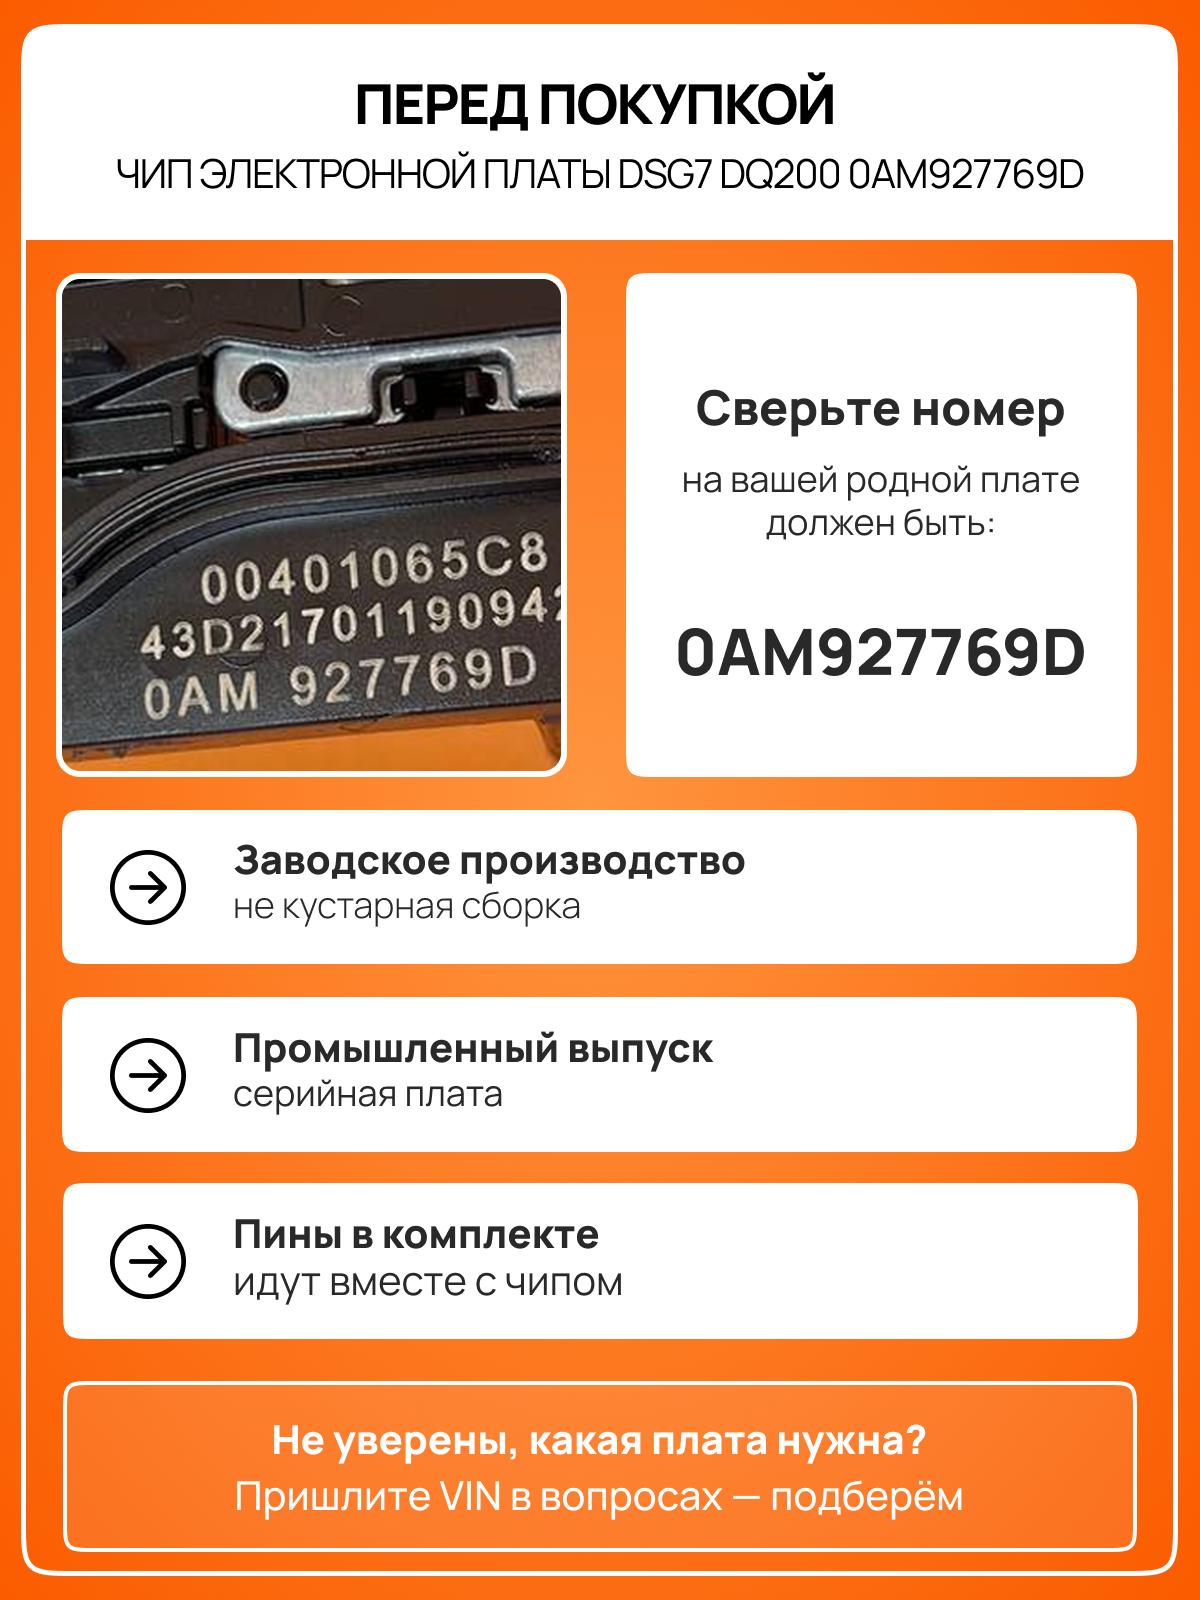 ПЕРЕД ПОКУПКОЙ
ЧИП ЭЛЕКТРОННОЙ ПЛАТЫ DSG7 DQ200 0AM927769D
00401065C8
43D21701190942
0AM 927769D
Сверьте номер
на вашей родной плате
должен быть:
0AM927769D
Заводское производство
не кустарная сборка
Промышленный выпуск
серийная плата
Пины в комплекте
идут вместе с чипом
Не уверены, какая плата нужна?
Пришлите VIN в вопросах — подберём